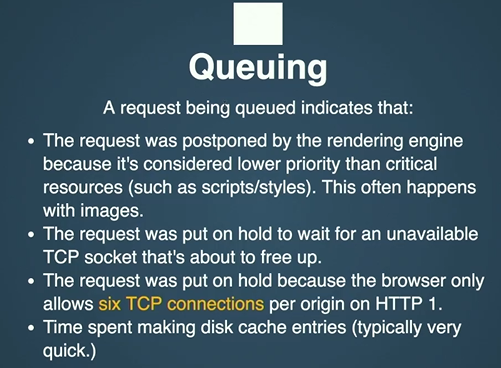 Queuing
A request being queued indicates that:
• The request was postponed by the rendering engine
because it's considered lower priority than critical
resources (such as scripts/styles). This often happens
with images.
• The request was put on hold to wait for an unavailable
TCP socket that's about to free up.
• The request was put on hold because the browser only
allows six TCP connections per origin on HTTP 1.
• Time spent making disk cache entries (typically very
quick.)